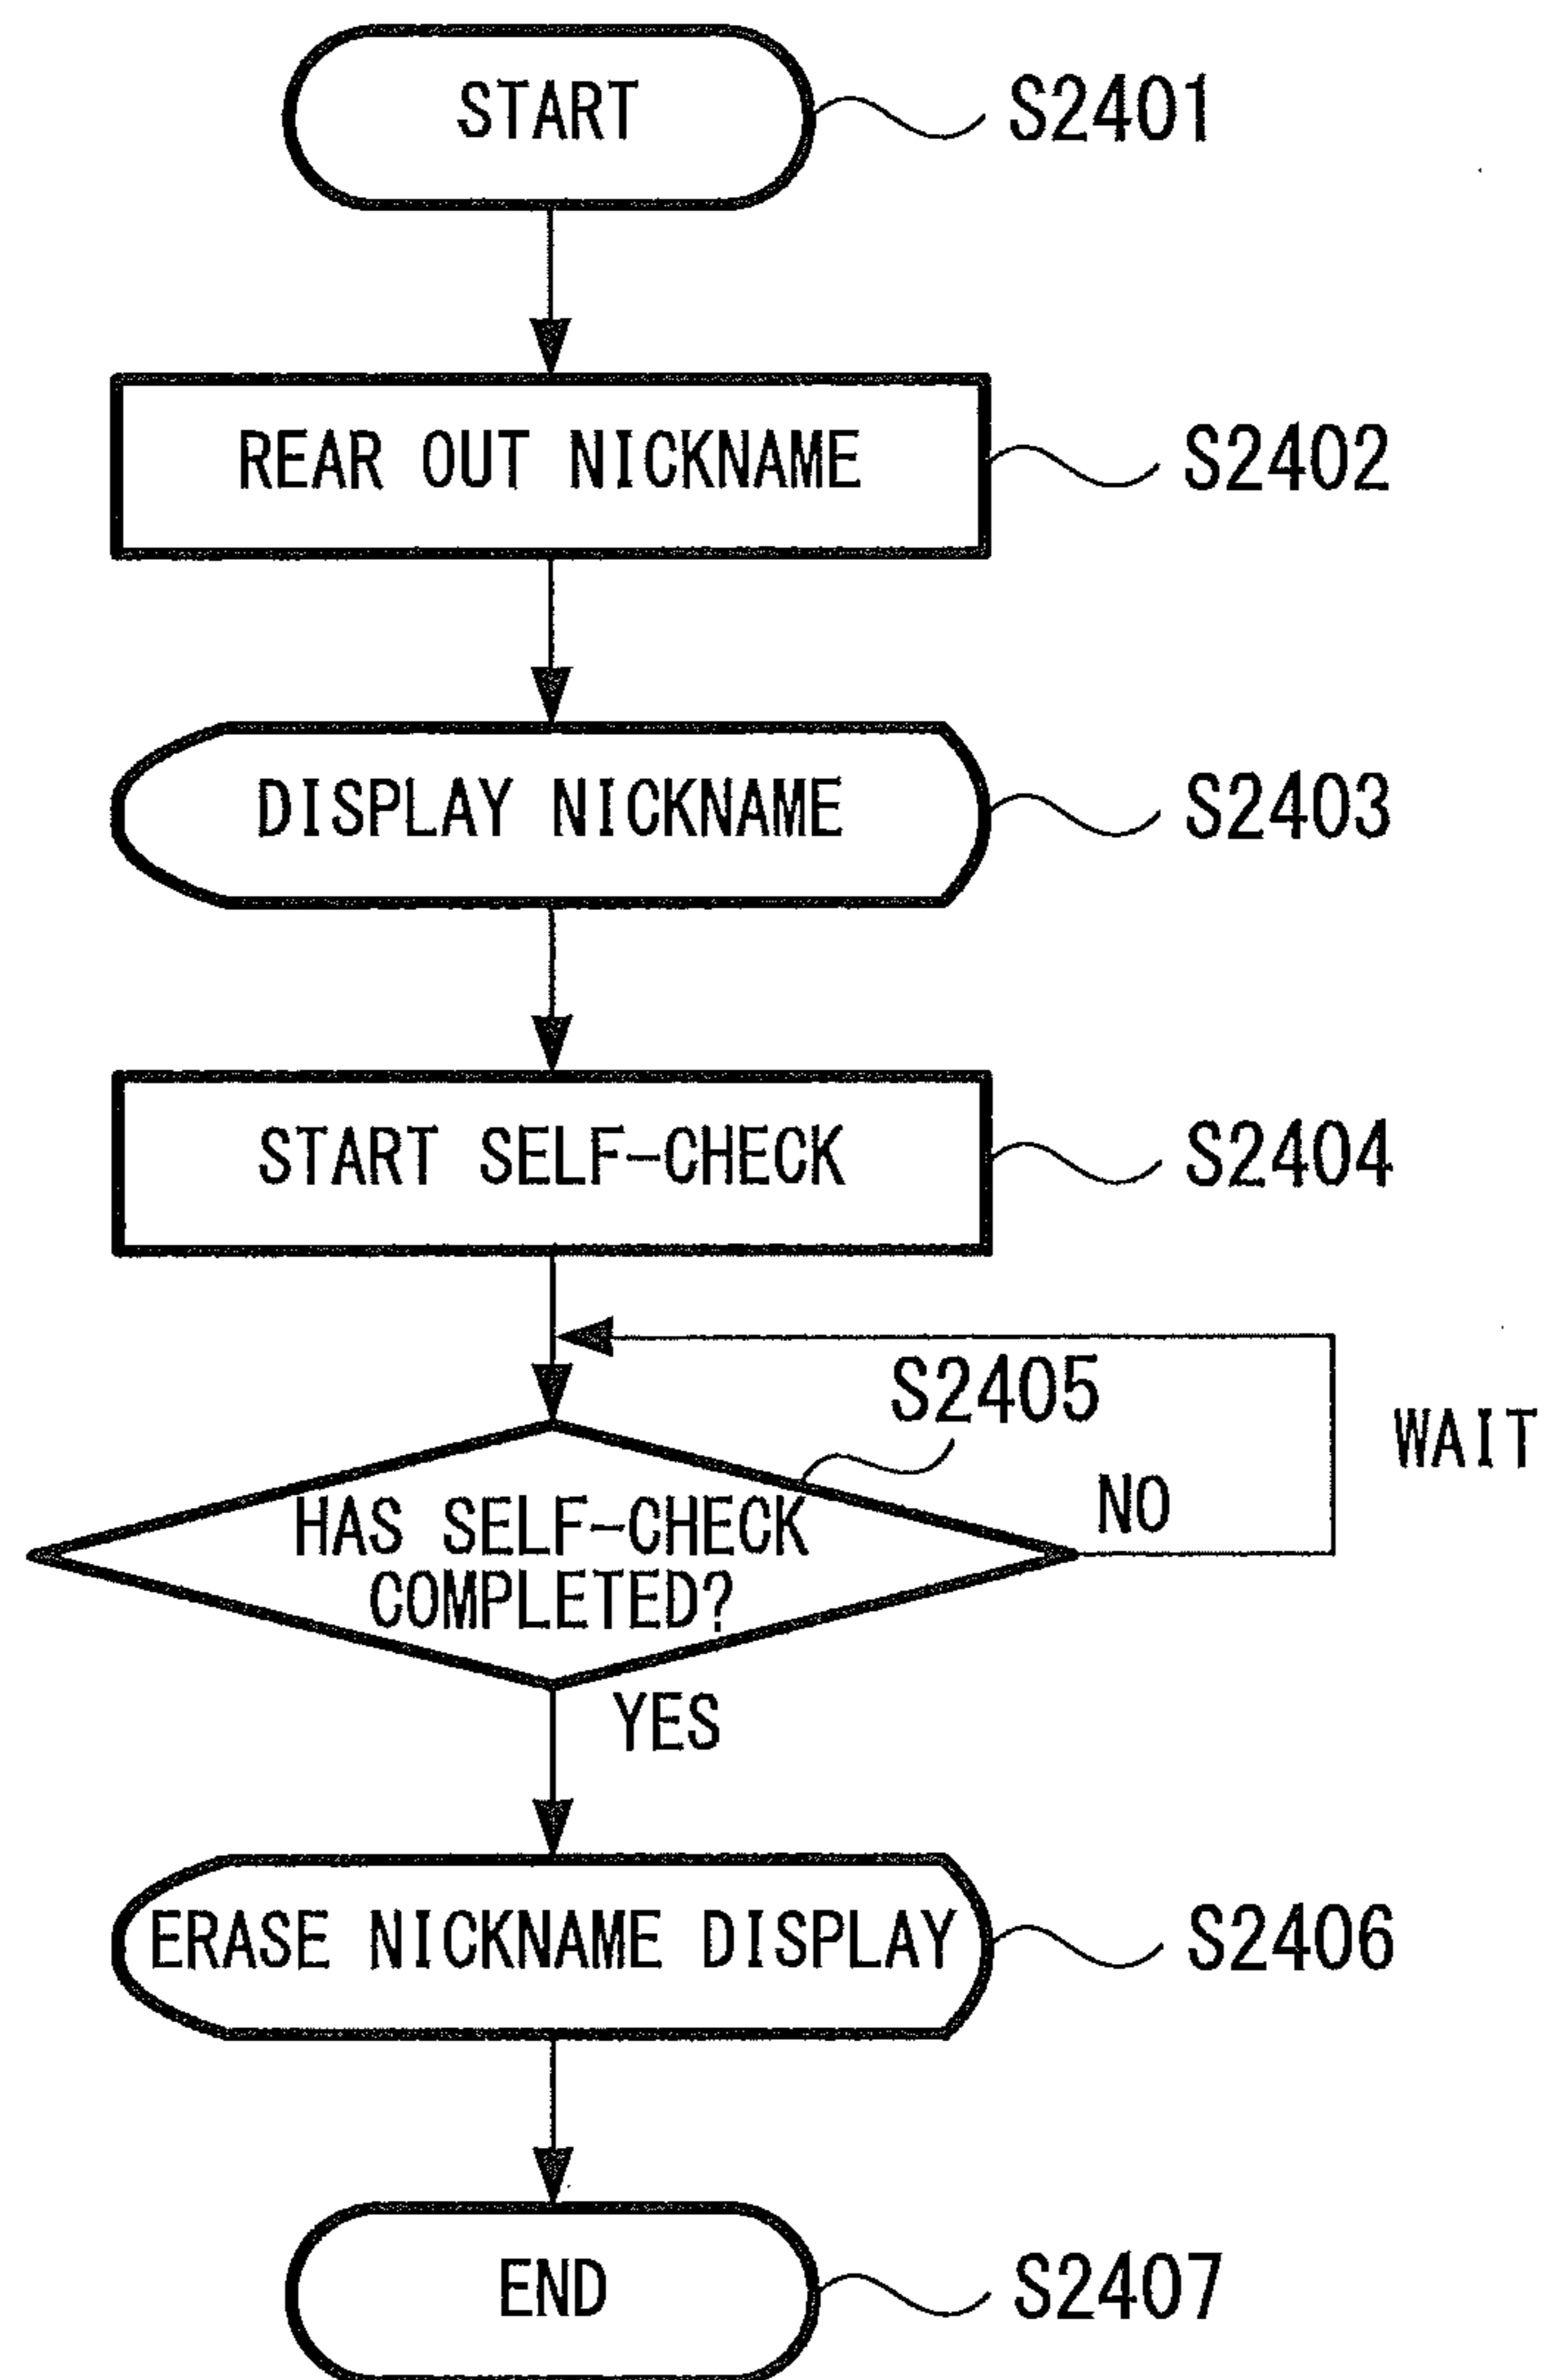 START
S2401
REAR OUT NICKNAME
S2402
DISPLAY NICKNAME
S2403
START SELF-CHECK
S2404
S2405
WAIT
HAS SELF-CHECK
COMPLETED?
NO
YES
ERASE NICKNAME DISPLAY
S2406
END
S2407